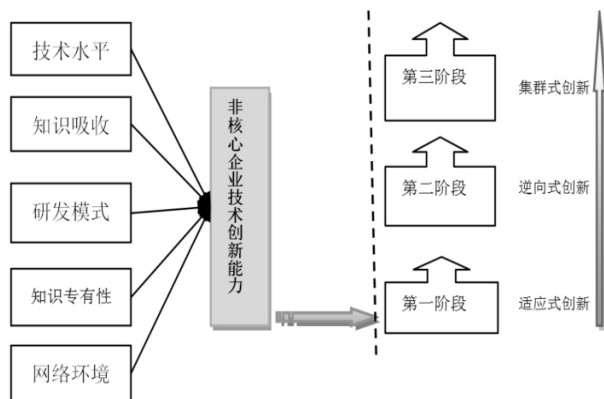 技术水平
知识吸收
研发模式
知识专有性
网络环境
非核心企业技术创新能力
第三阶段
集群式创新
第二阶段
逆向式创新
第一阶段
适应式创新